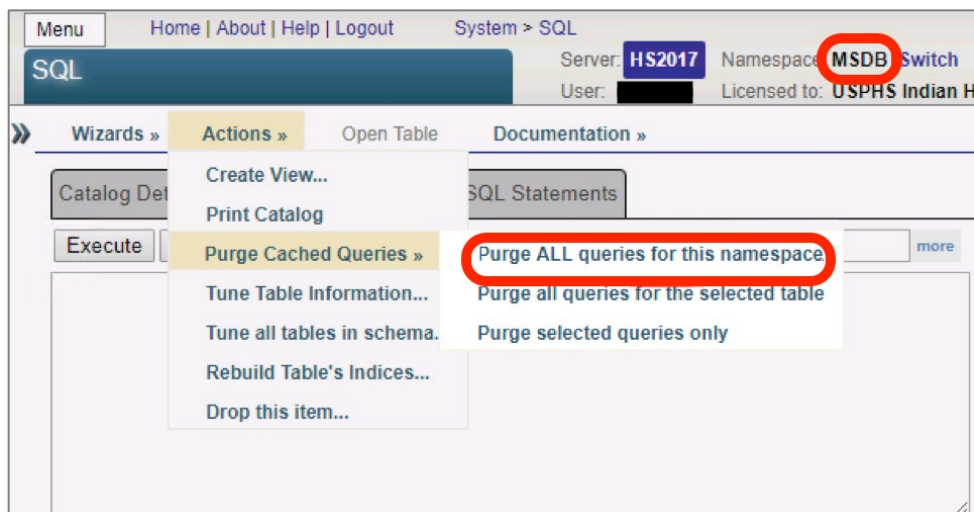 Menu Home | About | Help | Logout System > SQL
SQL
Server: HS2017 Namespace MSDB Switch
User: Licensed to: USPHS Indian H
» Wizards » Actions » Open Table Documentation »
Create View...
Catalog Det SQL Statements
Print Catalog
Execute Purge Cached Queries » Purge ALL queries for this namespace more
Tune Table Information... Purge all queries for the selected table
Tune all tables in schema. Purge selected queries only
Rebuild Table's Indices...
Drop this item...